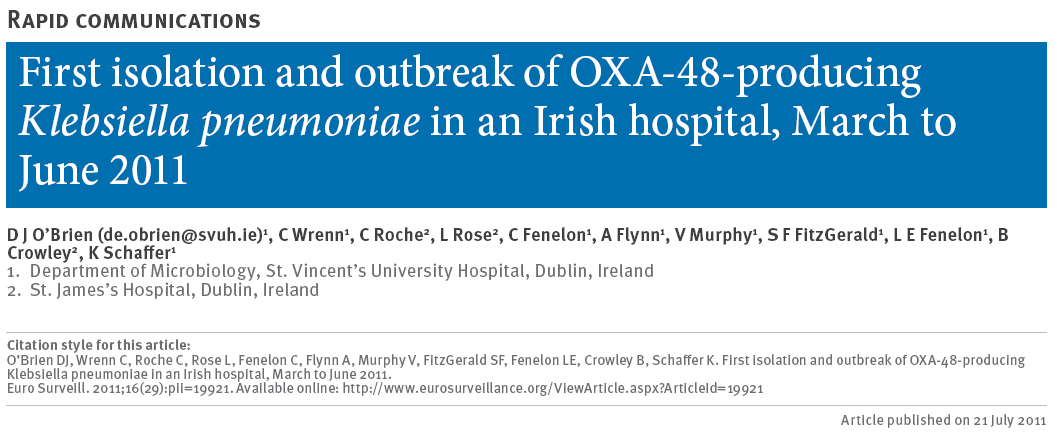 RAPID COMMUNICATIONS
First isolation and outbreak of OXA-48-producing
Klebsiella pneumoniae in an Irish hospital, March to
June 2011
D J O’Brien (de.obrien@svuh.ie)¹, C Wrenn¹, C Roche², L Rose², C Fenelon¹, A Flynn¹, V Murphy¹, S F FitzGerald¹, L E Fenelon¹, B
Crowley², K Schaffer¹
1. Department of Microbiology, St. Vincent’s University Hospital, Dublin, Ireland
2. St. James’s Hospital, Dublin, Ireland
Citation style for this article:
O’Brien DJ, Wrenn C, Roche C, Rose L, Fenelon C, Flynn A, Murphy V, FitzGerald SF, Fenelon LE, Crowley B, Schaffer K. First isolation and outbreak of OXA-48-producing
Klebsiella pneumoniae in an Irish hospital, March to June 2011.
Euro Surveill. 2011;16(29):pii=19921. Available online: http://www.eurosurveillance.org/ViewArticle.aspx?ArticleId=19921
Article published on 21 July 2011